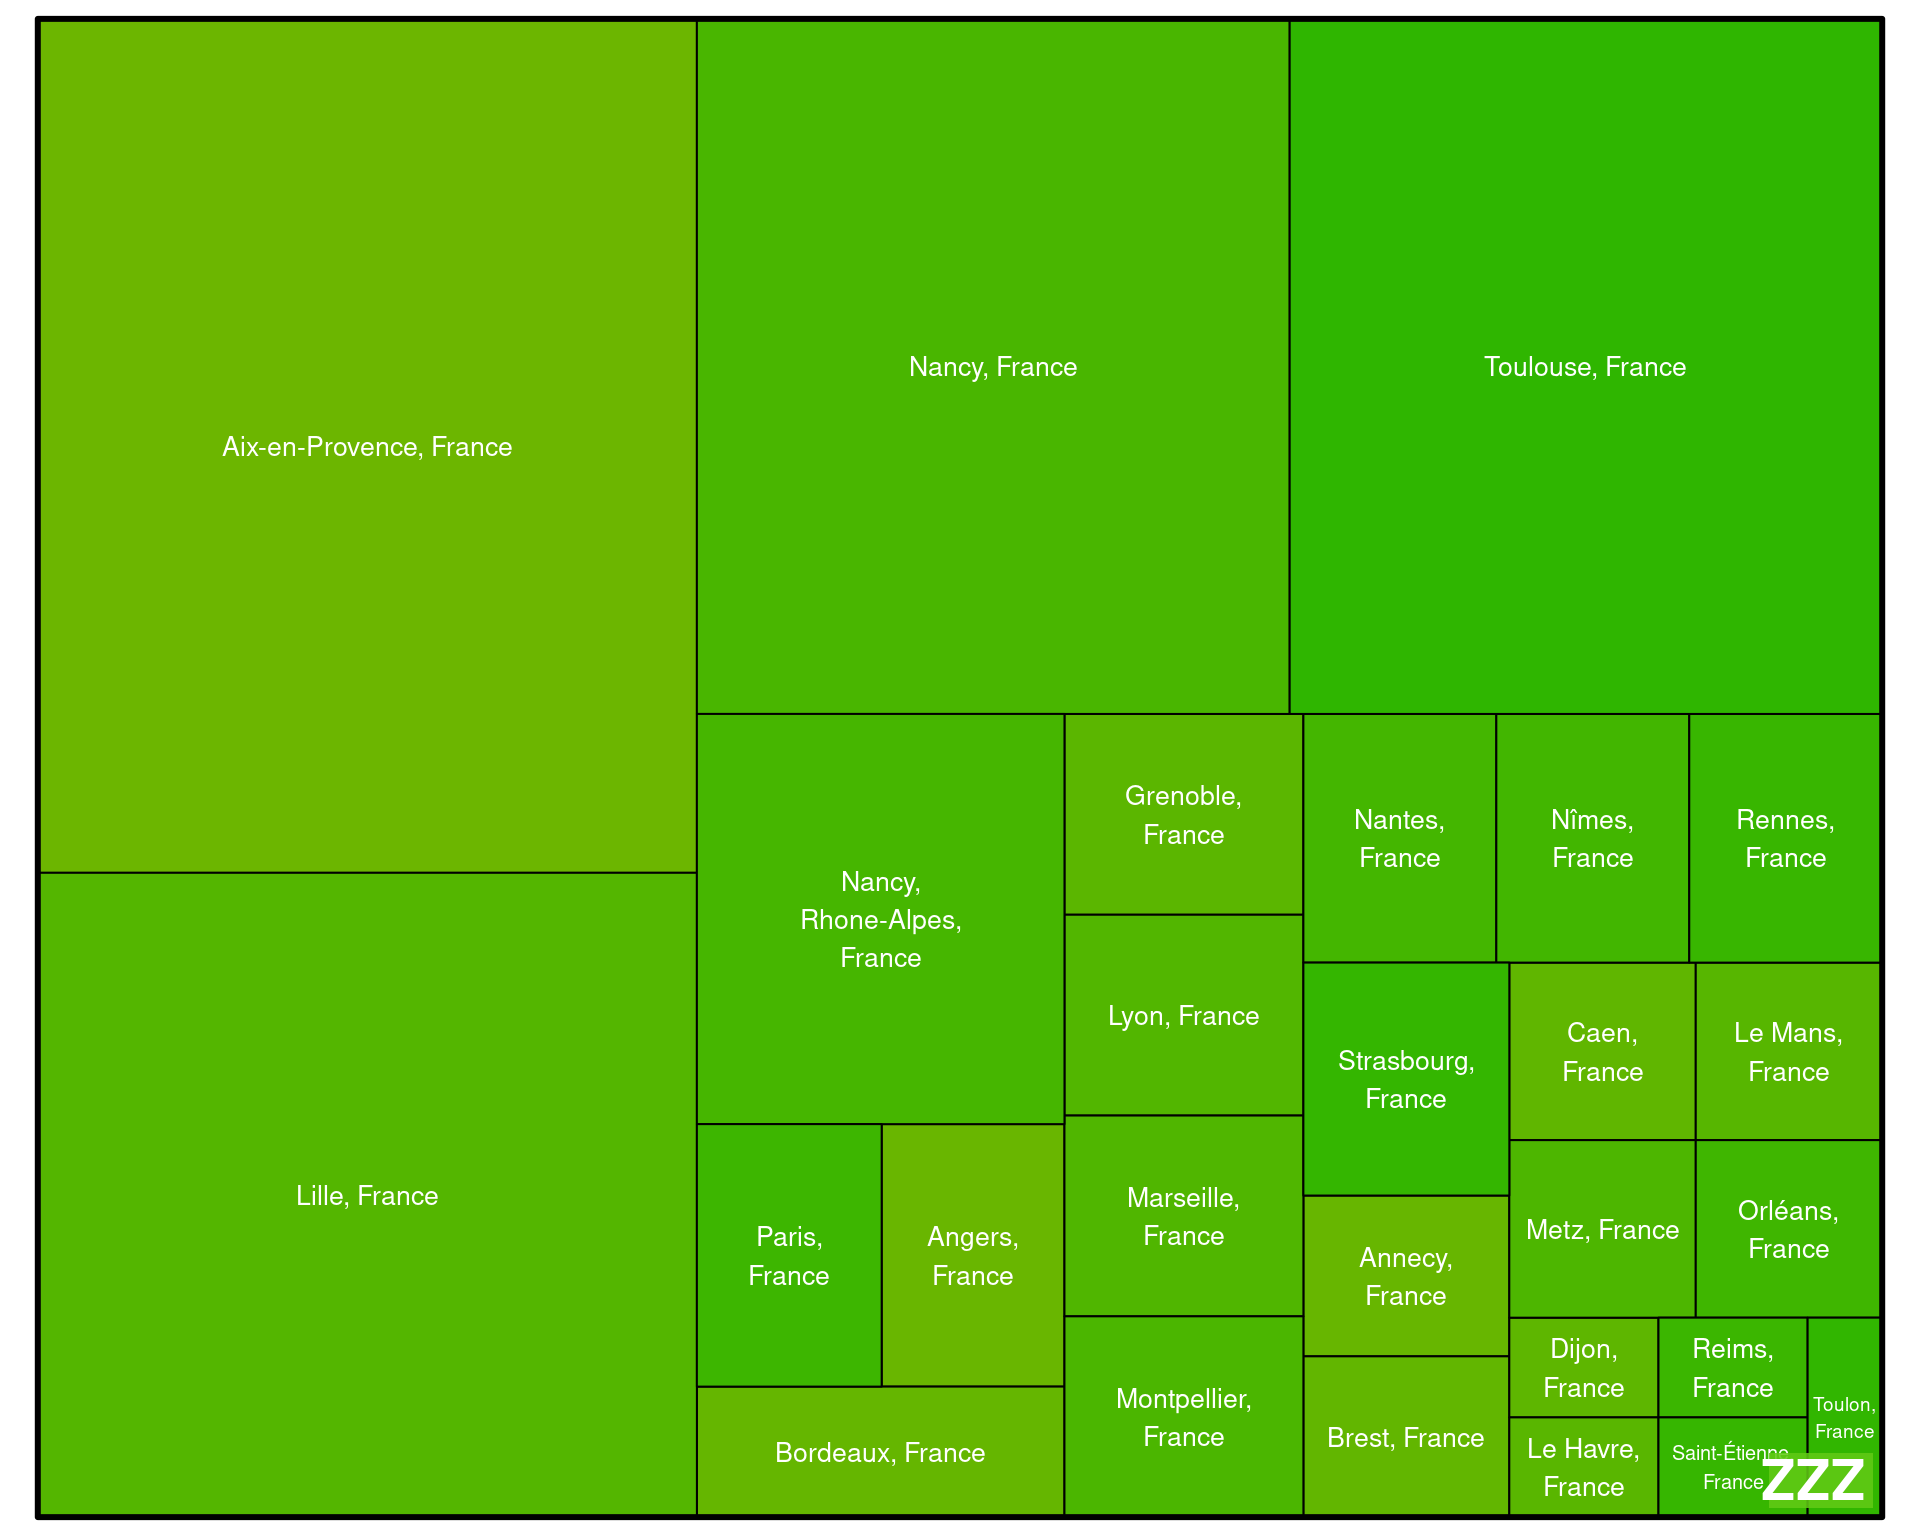 Aix-en-Provence, France
Nancy, France
Toulouse, France
Lille, France
Nancy,
Rhone-Alpes,
France
Grenoble,
France
Nantes,
France
Nîmes,
France
Rennes,
France
Lyon, France
Strasbourg,
France
Caen,
France
Le Mans,
France
Paris,
France
Angers,
France
Marseille,
France
Annecy,
France
Metz, France
Orléans,
France
Bordeaux, France
Montpellier,
France
Brest, France
Dijon,
France
Reims,
France
Toulon,
France
Le Havre,
France
Saint-Étienne,
France
ZZZ